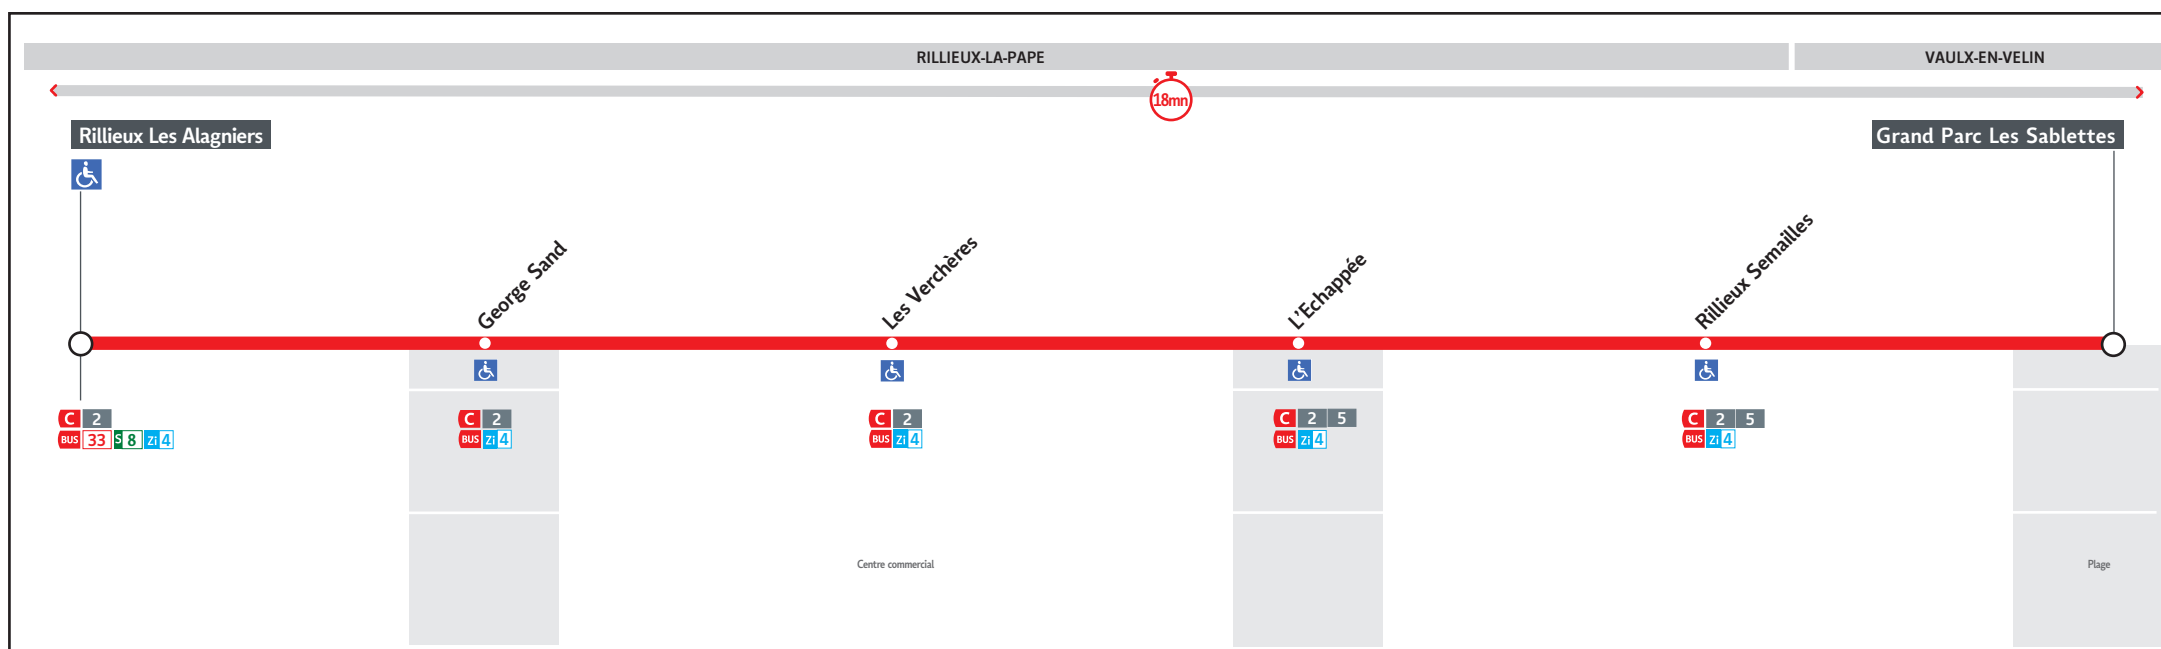 RILLIEUX-LA-PAPE
VAULX-EN-VELIN
18mn
Rillieux Les Alagniers
Grand Parc Les Sablettes
George Sand
Les Verchères
L'Echappée
Rillieux Semailles
C 2
BUS 33 S 8 Zi 4
C 2
BUS Zi 4
C 2
BUS Zi 4
C 2 5
BUS Zi 4
C 2 5
BUS Zi 4
Centre commercial
Plage